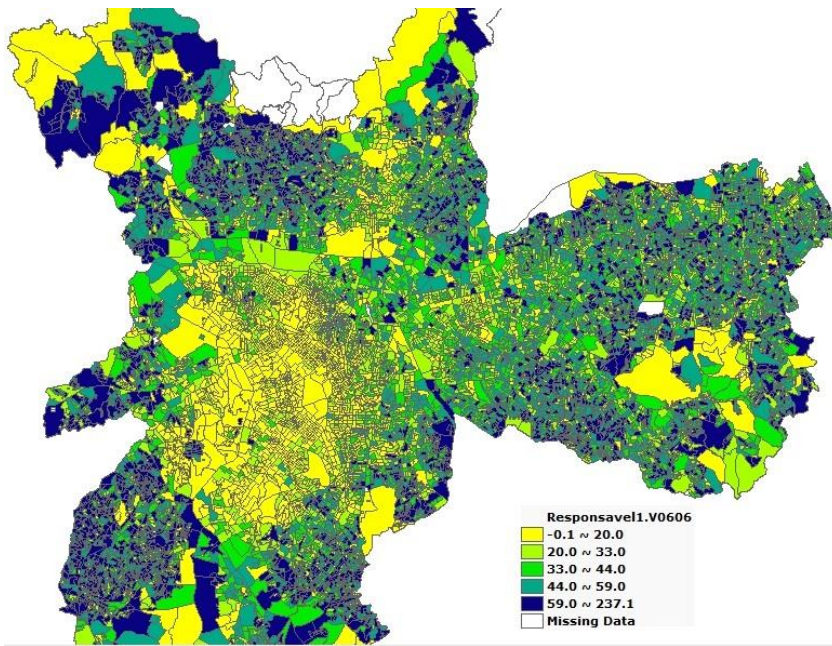 Responsavel1.V0606
-0.1 ~ 20.0
20.0 ~ 33.0
33.0 ~ 44.0
44.0 ~ 59.0
59.0 ~ 237.1
Missing Data